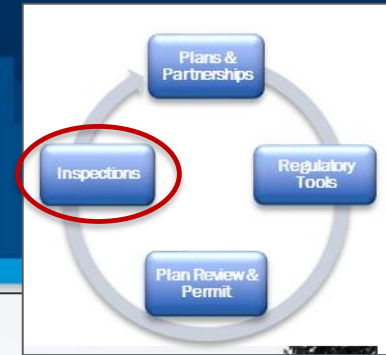 Plans &
Partnerships
Inspections
Regulatory
Tools
Plan Review &
Permit